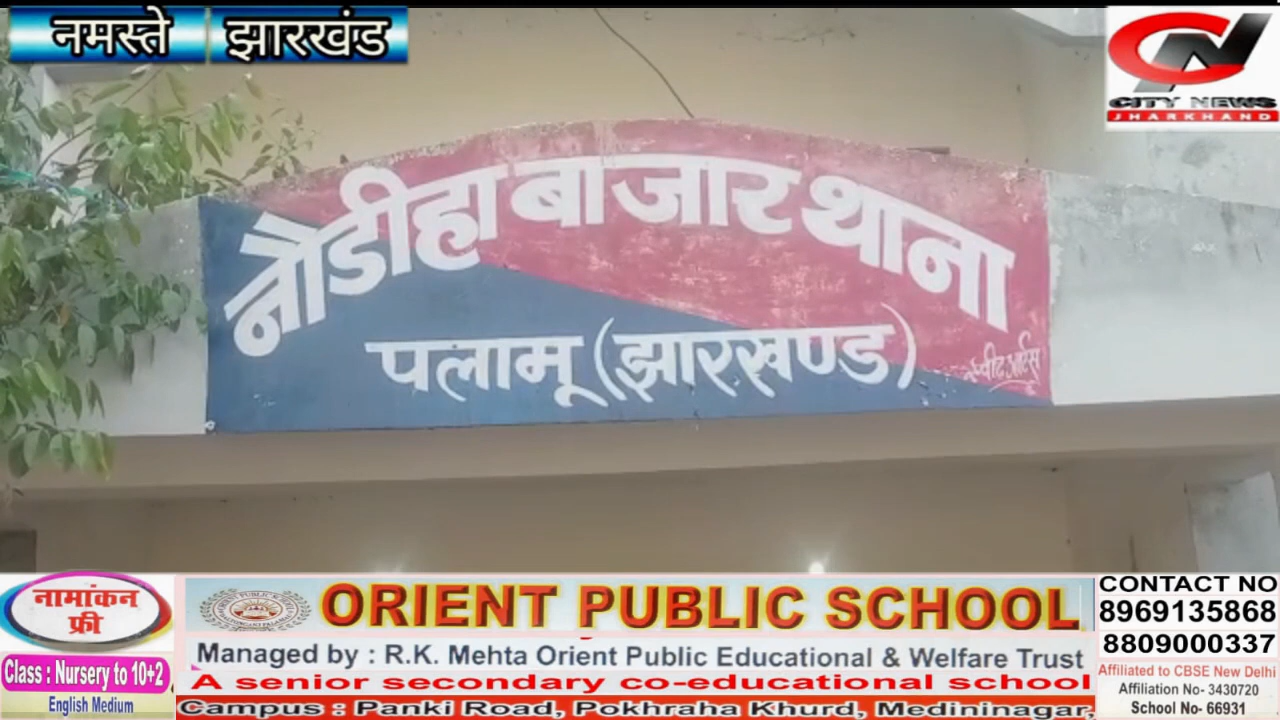 नमस्ते झारखंड
CITY NEWS
JHARKHAND
नौडीहा बाजार थाना
पलामू (झारखण्ड)
आर्टस
नामांकन
फ्री
Class : Nursery to 10+2
English Medium
ORIENT PUBLIC SCHOOL
Managed by : R.K. Mehta Orient Public Educational & Welfare Trust
A senior secondary co-educational school
Campus : Panki Road, Pokhraha Khurd, Medininagar,
CONTACT NO
8969135868
8809000337
Affiliated to CBSE New Delhi
Affiliation No- 3430720
School No- 66931